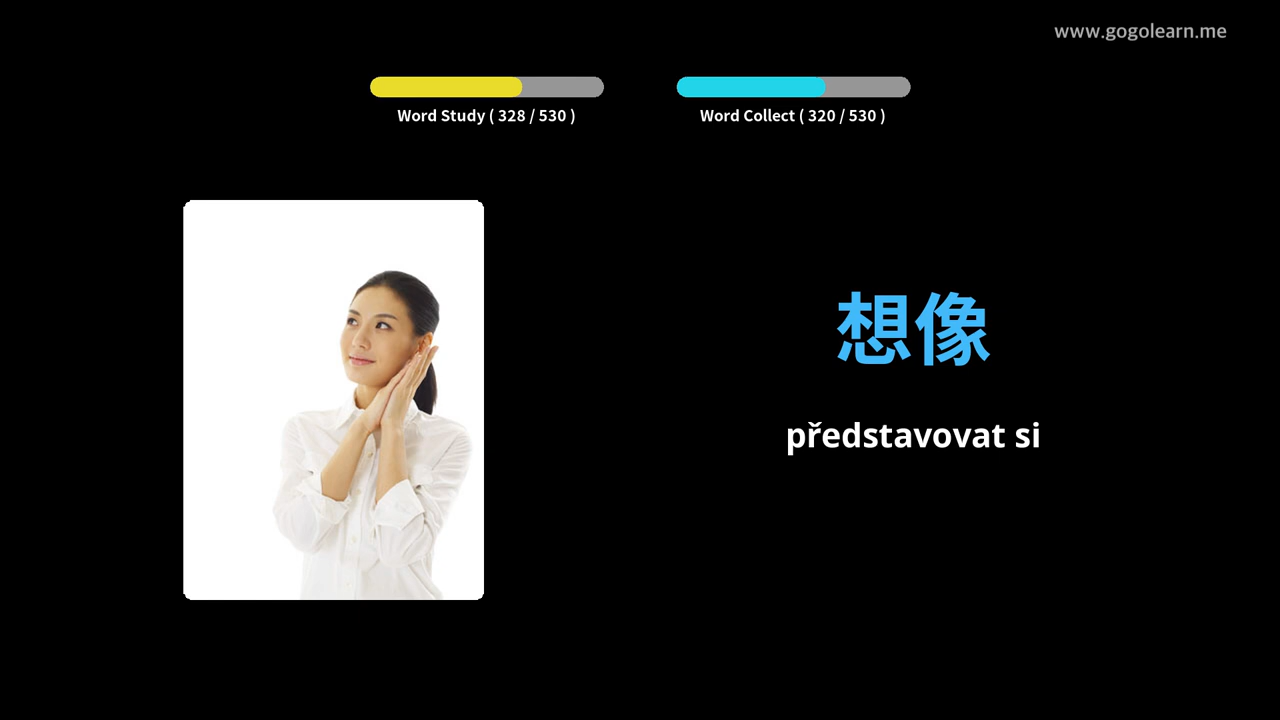 www.gogolearn.me
Word Study ( 328 / 530 )
Word Collect ( 320 / 530 )
想像
představovat si